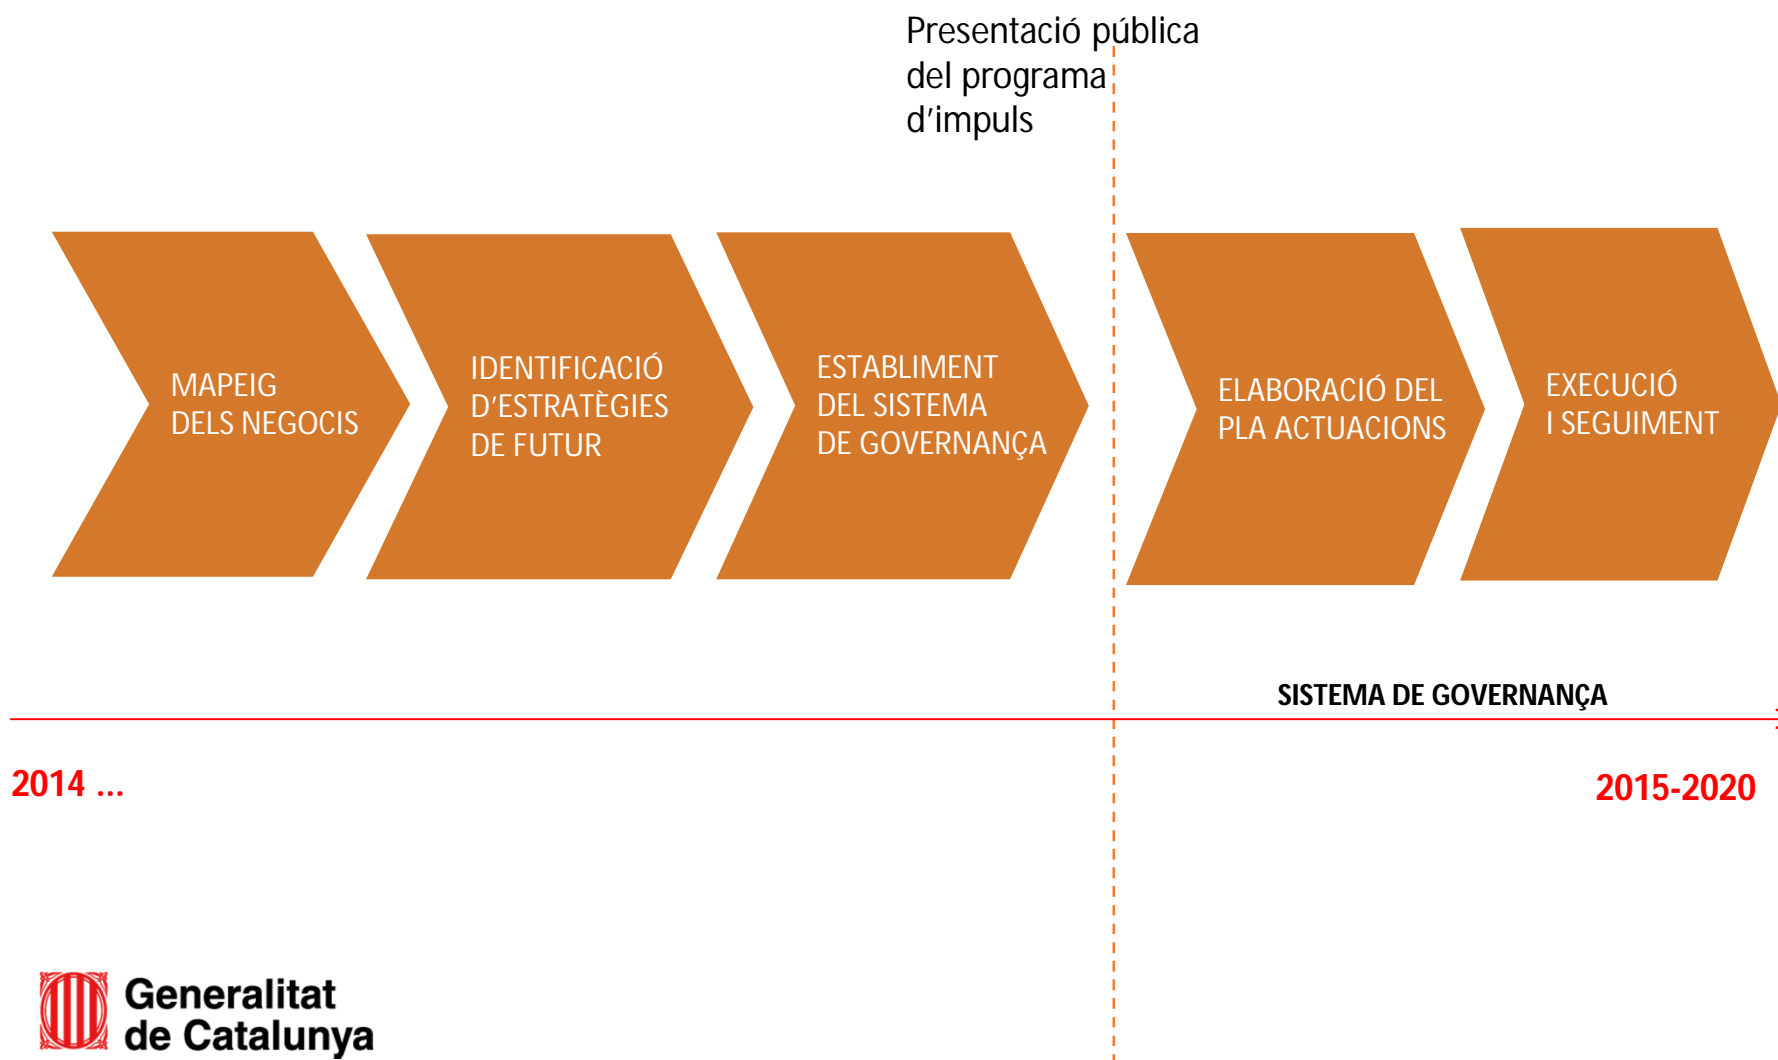 Presentació pública
del programa
d'impuls
MAPEIG
DELS NEGOCIS
IDENTIFICACIÓ
D'ESTRATÈGIES
DE FUTUR
ESTABLIMENT
DEL SISTEMA
DE GOVERNANÇA
ELABORACIÓ DEL
PLA ACTUACIONS
EXECUCIÓ
I SEGUIMENT
SISTEMA DE GOVERNANÇA
2014 ...
2015-2020
Generalitat
de Catalunya